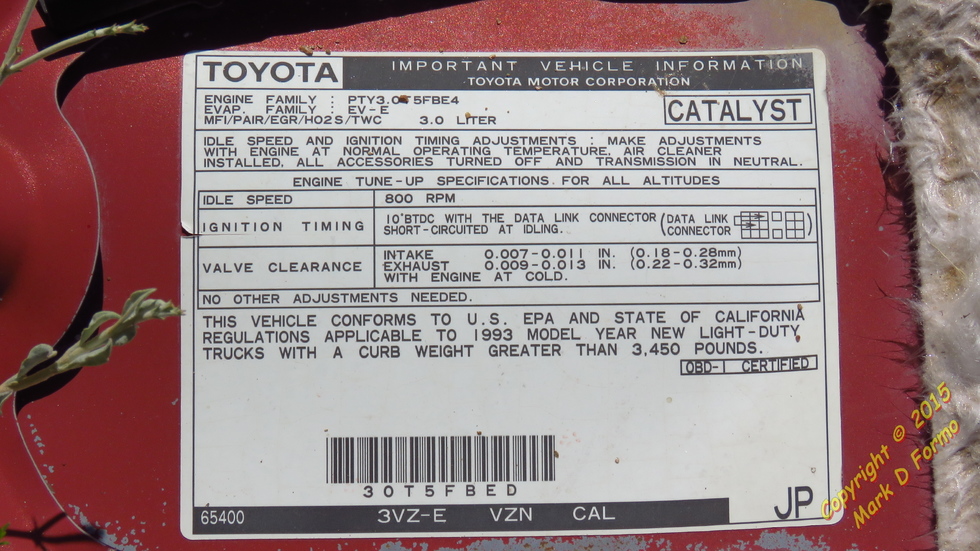 TOYOTA
IMPORTANT VEHICLE INFORMATION
TOYOTA MOTOR CORPORATION
ENGINE FAMILY : PTY3.0T5FBE4
EVAP. FAMILY : EV-E
MFI/PAIR/EGR/HO2S/TWC 3.0 LITER
CATALYST
IDLE SPEED AND IGNITION TIMING ADJUSTMENTS : MAKE ADJUSTMENTS
WITH ENGINE AT NORMAL OPERATING TEMPERATURE, AIR CLEANER
INSTALLED, ALL ACCESSORIES TURNED OFF AND TRANSMISSION IN NEUTRAL.
ENGINE TUNE-UP SPECIFICATIONS FOR ALL ALTITUDES
IDLE SPEED 800 RPM
IGNITION TIMING
10°BTDC WITH THE DATA LINK CONNECTOR
SHORT-CIRCUITED AT IDLING.
(DATA LINK
CONNECTOR )
VALVE CLEARANCE
INTAKE 0.007-0.011 IN. (0.18-0.28mm)
EXHAUST 0.009-0.013 IN. (0.22-0.32mm)
WITH ENGINE AT COLD.
NO OTHER ADJUSTMENTS NEEDED.
THIS VEHICLE CONFORMS TO U.S. EPA AND STATE OF CALIFORNIA
REGULATIONS APPLICABLE TO 1993 MODEL YEAR NEW LIGHT-DUTY
TRUCKS WITH A CURB WEIGHT GREATER THAN 3,450 POUNDS.
OBD-I CERTIFIED
30T5FBED
65400 3VZ-E VZN CAL
JP
Copyright © 2015
Mark D Formo